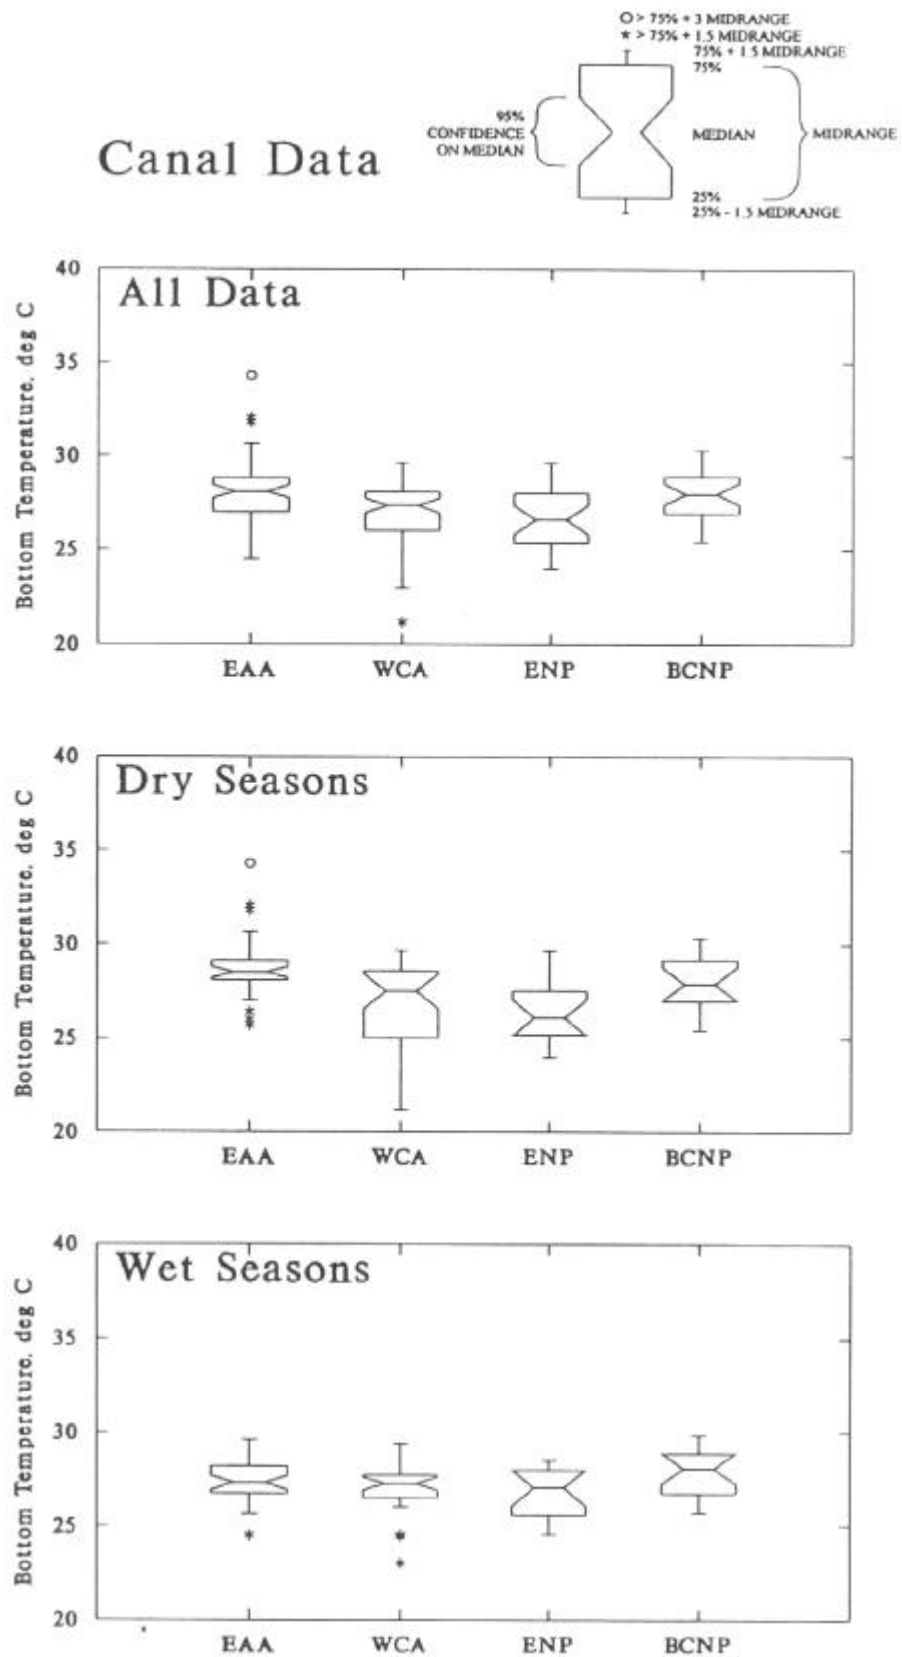 O > 75% + 3 MIDRANGE
* > 75% + 1.5 MIDRANGE
75% + 1.5 MIDRANGE
75%
95%
CONFIDENCE
ON MEDIAN
MEDIAN
MIDRANGE
25%
25% - 1.5 MIDRANGE
Canal Data
All Data
Bottom Temperature, deg C
40
35
30
25
20
EAA WCA ENP BCNP
Dry Seasons
Bottom Temperature, deg C
40
35
30
25
20
EAA WCA ENP BCNP
Wet Seasons
Bottom Temperature, deg C
40
35
30
25
20
EAA WCA ENP BCNP